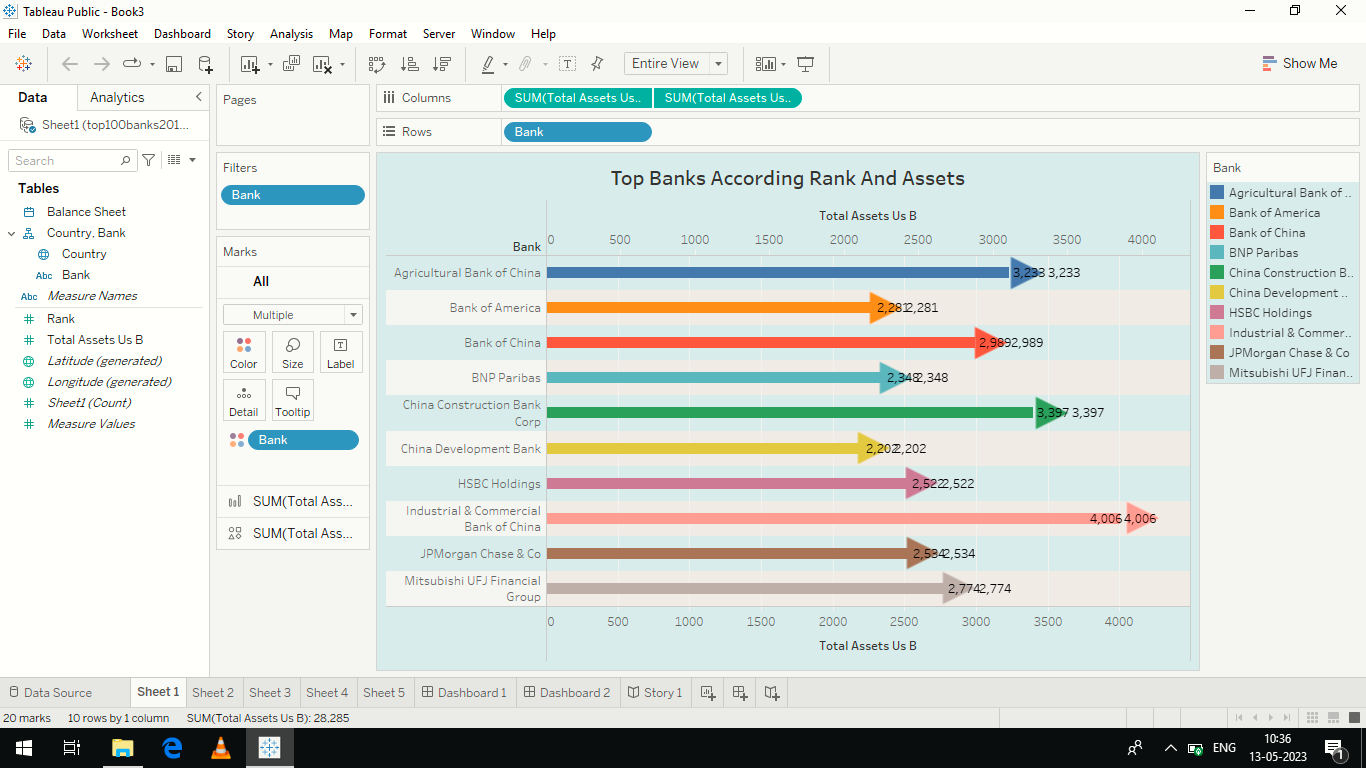 Tableau Public - Book3
File Data Worksheet Dashboard Story Analysis Map Format Server Window Help
Entire View
Show Me
Data Analytics
Sheet1 (top100banks201...
Search
Tables
Balance Sheet
Country, Bank
Country
Abc Bank
Abc Measure Names
Rank
Total Assets Us B
Latitude (generated)
Longitude (generated)
Sheet1 (Count)
Measure Values
Pages
Filters
Bank
Marks
All
Multiple
Color Size Label
Detail Tooltip
Bank
SUM(Total Ass...
SUM(Total Ass...
Columns SUM(Total Assets Us.. SUM(Total Assets Us..
Rows Bank
Top Banks According Rank And Assets
Total Assets Us B
Bank 0 500 1000 1500 2000 2500 3000 3500 4000
Agricultural Bank of China 3,233 3,233
Bank of America 2,281 2,281
Bank of China 2,989 2,989
BNP Paribas 2,348 2,348
China Construction Bank
Corp 3,397 3,397
China Development Bank 2,202 2,202
HSBC Holdings 2,522 2,522
Industrial & Commercial
Bank of China 4,006 4,006
JPMorgan Chase & Co 2,534 2,534
Mitsubishi UFJ Financial
Group 2,774 2,774
0 500 1000 1500 2000 2500 3000 3500 4000
Total Assets Us B
Bank
Agricultural Bank of ..
Bank of America
Bank of China
BNP Paribas
China Construction B..
China Development ..
HSBC Holdings
Industrial & Commer..
JPMorgan Chase & Co
Mitsubishi UFJ Finan..
Data Source Sheet 1 Sheet 2 Sheet 3 Sheet 4 Sheet 5 Dashboard 1 Dashboard 2 Story 1
20 marks 10 rows by 1 column SUM(Total Assets Us B): 28,285
ENG
10:36
13-05-2023
1